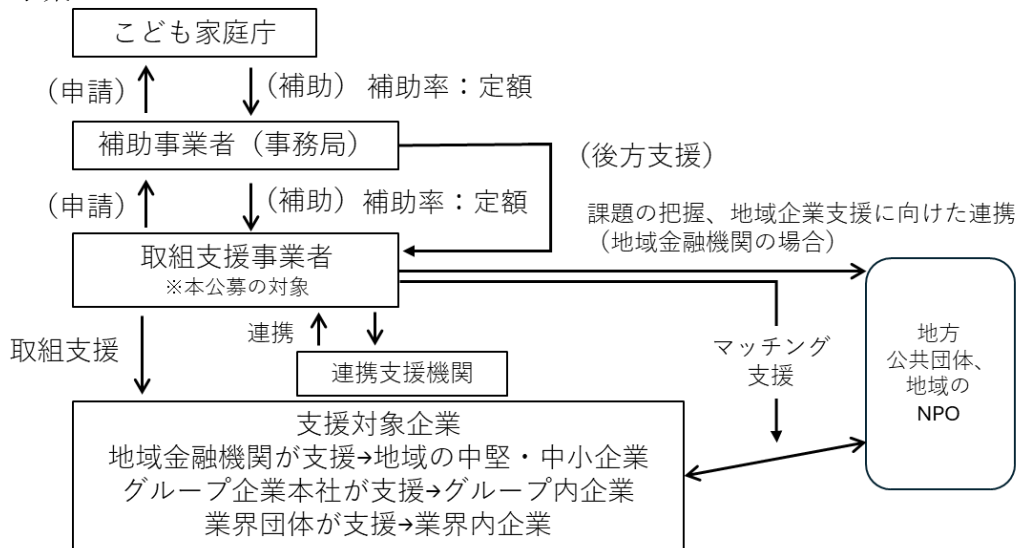 こども家庭庁
(申請)
(補助) 補助率：定額
補助事業者（事務局）
(後方支援)
(申請)
(補助) 補助率：定額
課題の把握、地域企業支援に向けた連携
（地域金融機関の場合）
取組支援事業者
※本公募の対象
取組支援
連携
連携支援機関
マッチング
支援
地方
公共団体、
地域の
NPO
支援対象企業
地域金融機関が支援→地域の中堅・中小企業
グループ企業本社が支援→グループ内企業
業界団体が支援→業界内企業